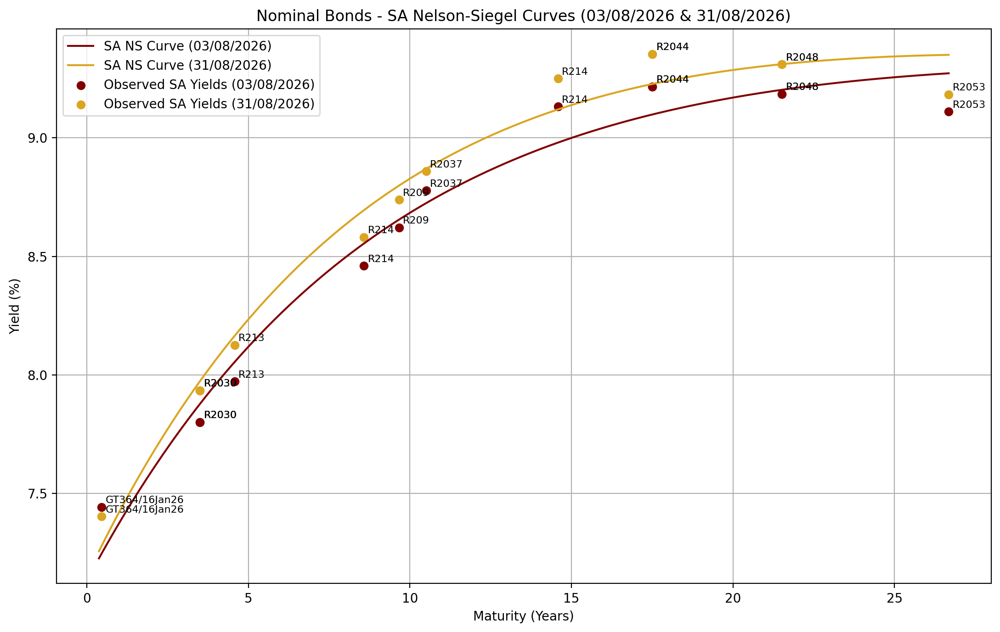 Nominal Bonds - SA Nelson-Siegel Curves (03/08/2026 & 31/08/2026)
SA NS Curve (03/08/2026)
SA NS Curve (31/08/2026)
Observed SA Yields (03/08/2026)
Observed SA Yields (31/08/2026)
R2044
R2048
R214
R2044
R2048
R2053
R214
R2053
9.0
R2037
R2037
R209
R209
R214
8.5
R214
Yield (%)
R213
8.0
R213
R2030
R2030
7.5
GT364/16Jan26
GT364/16Jan26
0
5
10
15
20
25
Maturity (Years)